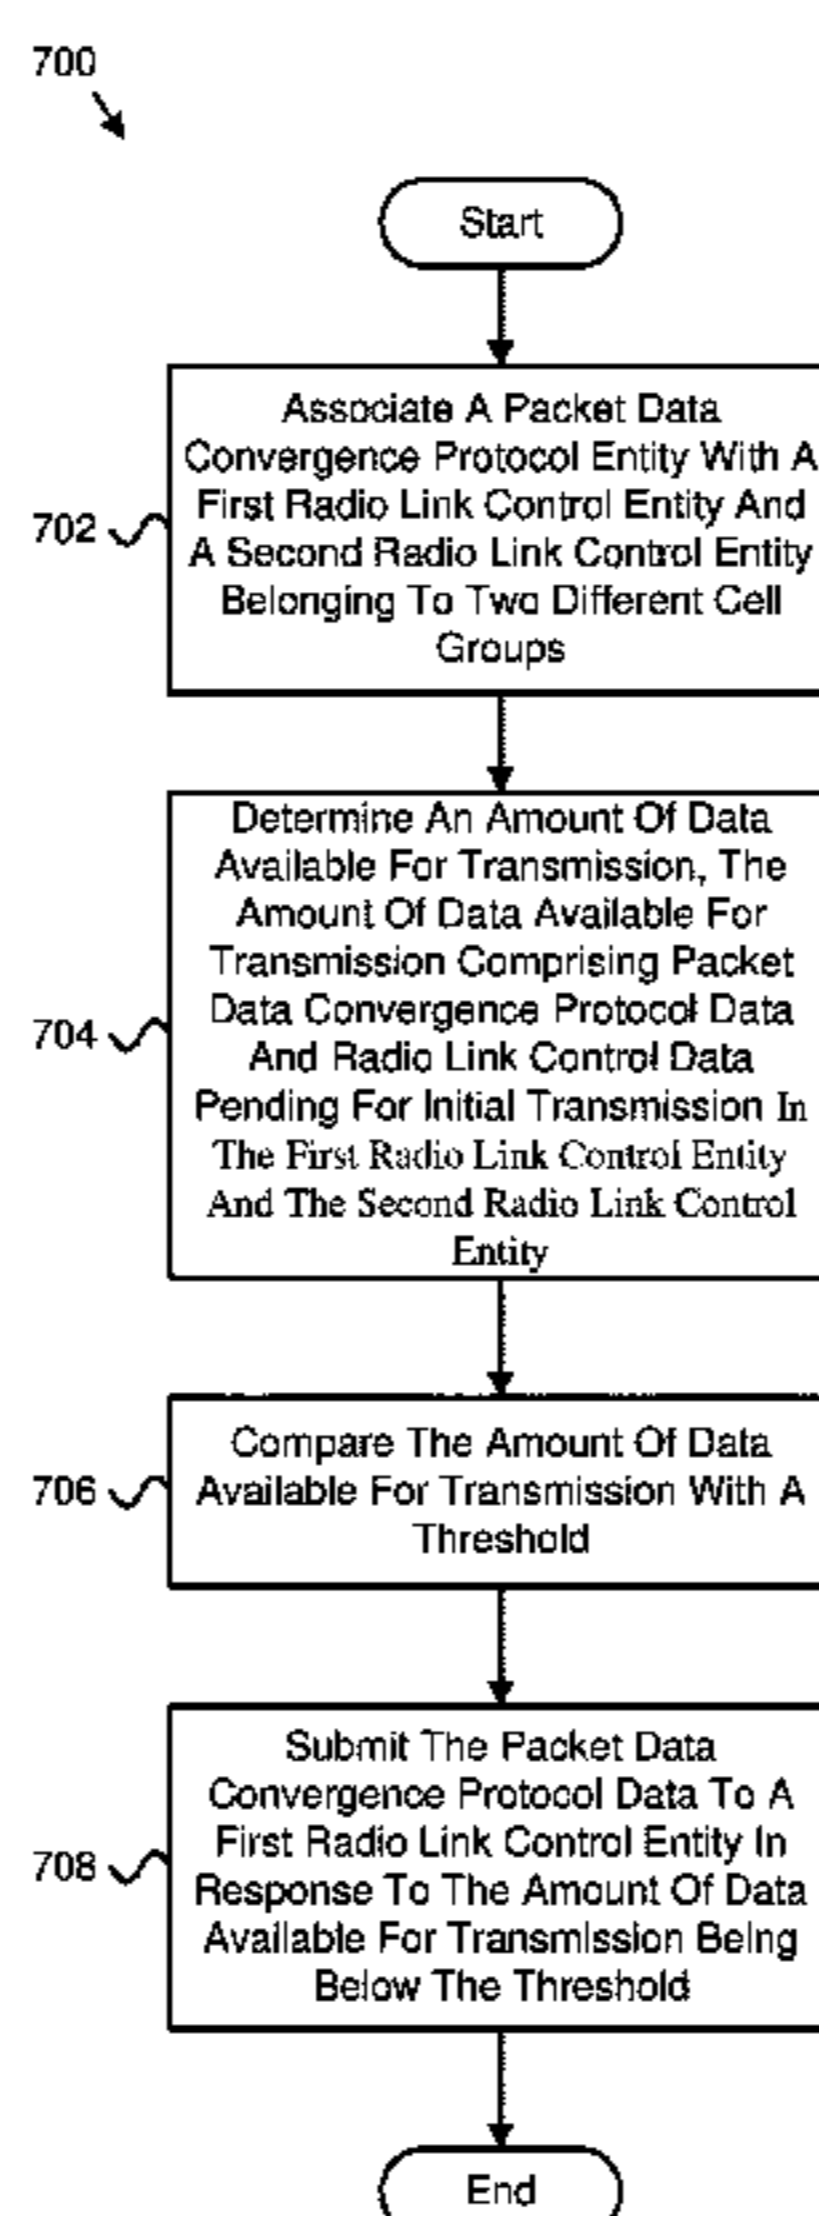 700
Start
Associate A Packet Data
Convergence Protocol Entity With A
First Radio Link Control Entity And
A Second Radio Link Control Entity
Belonging To Two Different Cell
Groups
702
Determine An Amount Of Data
Available For Transmission, The
Amount Of Data Available For
Transmission Comprising Packet
Data Convergence Protocol Data
And Radio Link Control Data
Pending For Initial Transmission In
The First Radio Link Control Entity
And The Second Radio Link Control
Entity
704
Compare The Amount Of Data
Available For Transmission With A
Threshold
706
Submit The Packet Data
Convergence Protocol Data To A
First Radio Link Control Entity In
Response To The Amount Of Data
Available For Transmission Being
Below The Threshold
708
End